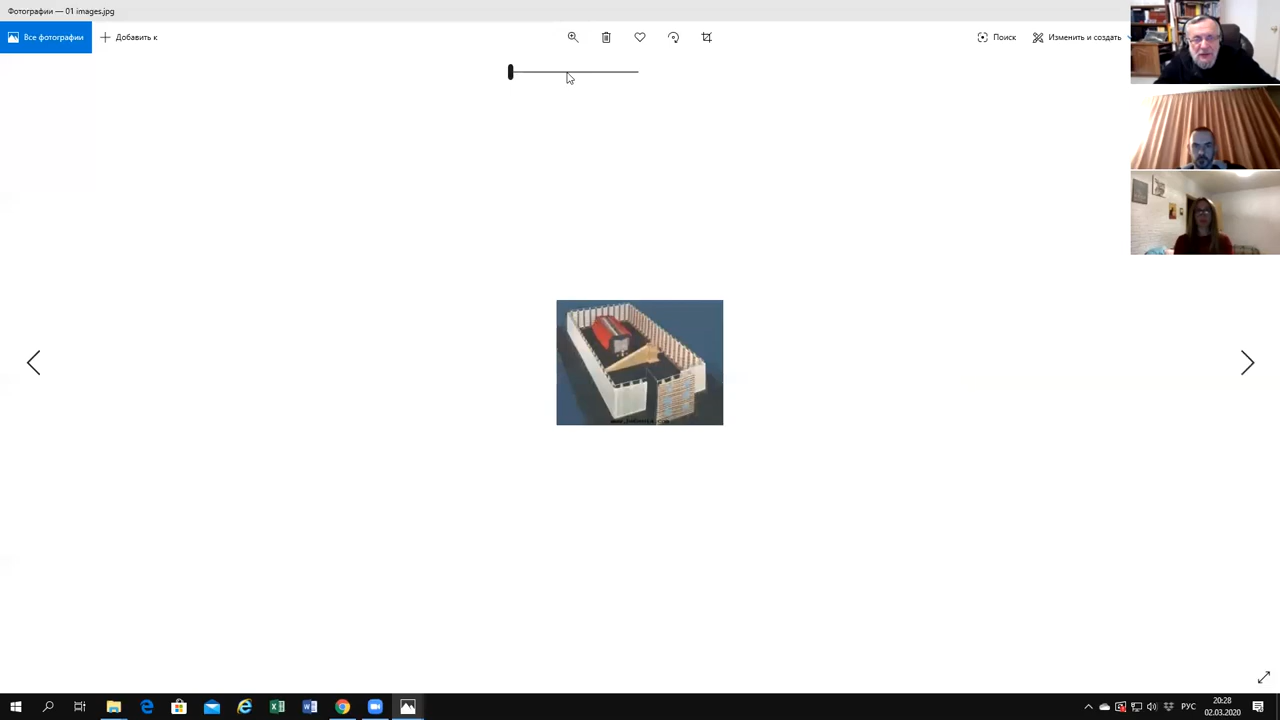 Фотографии — 01 images.jpg
Все фотографии
Добавить к
Поиск
Изменить и создать
РУС
20:28
02.03.2020